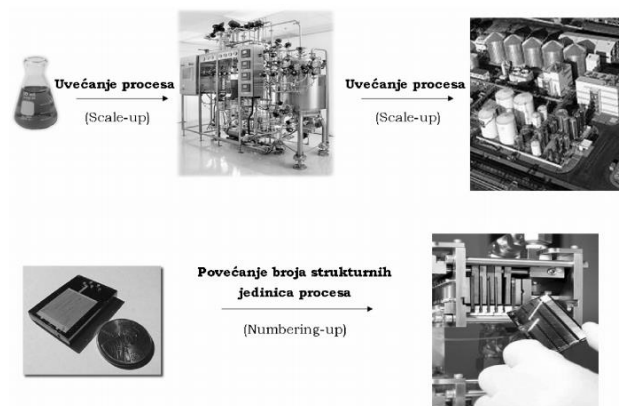 Uvećanje procesa
(Scale-up)
Uvećanje procesa
(Scale-up)
Povećanje broja strukturnih
jedinica procesa
(Numbering-up)